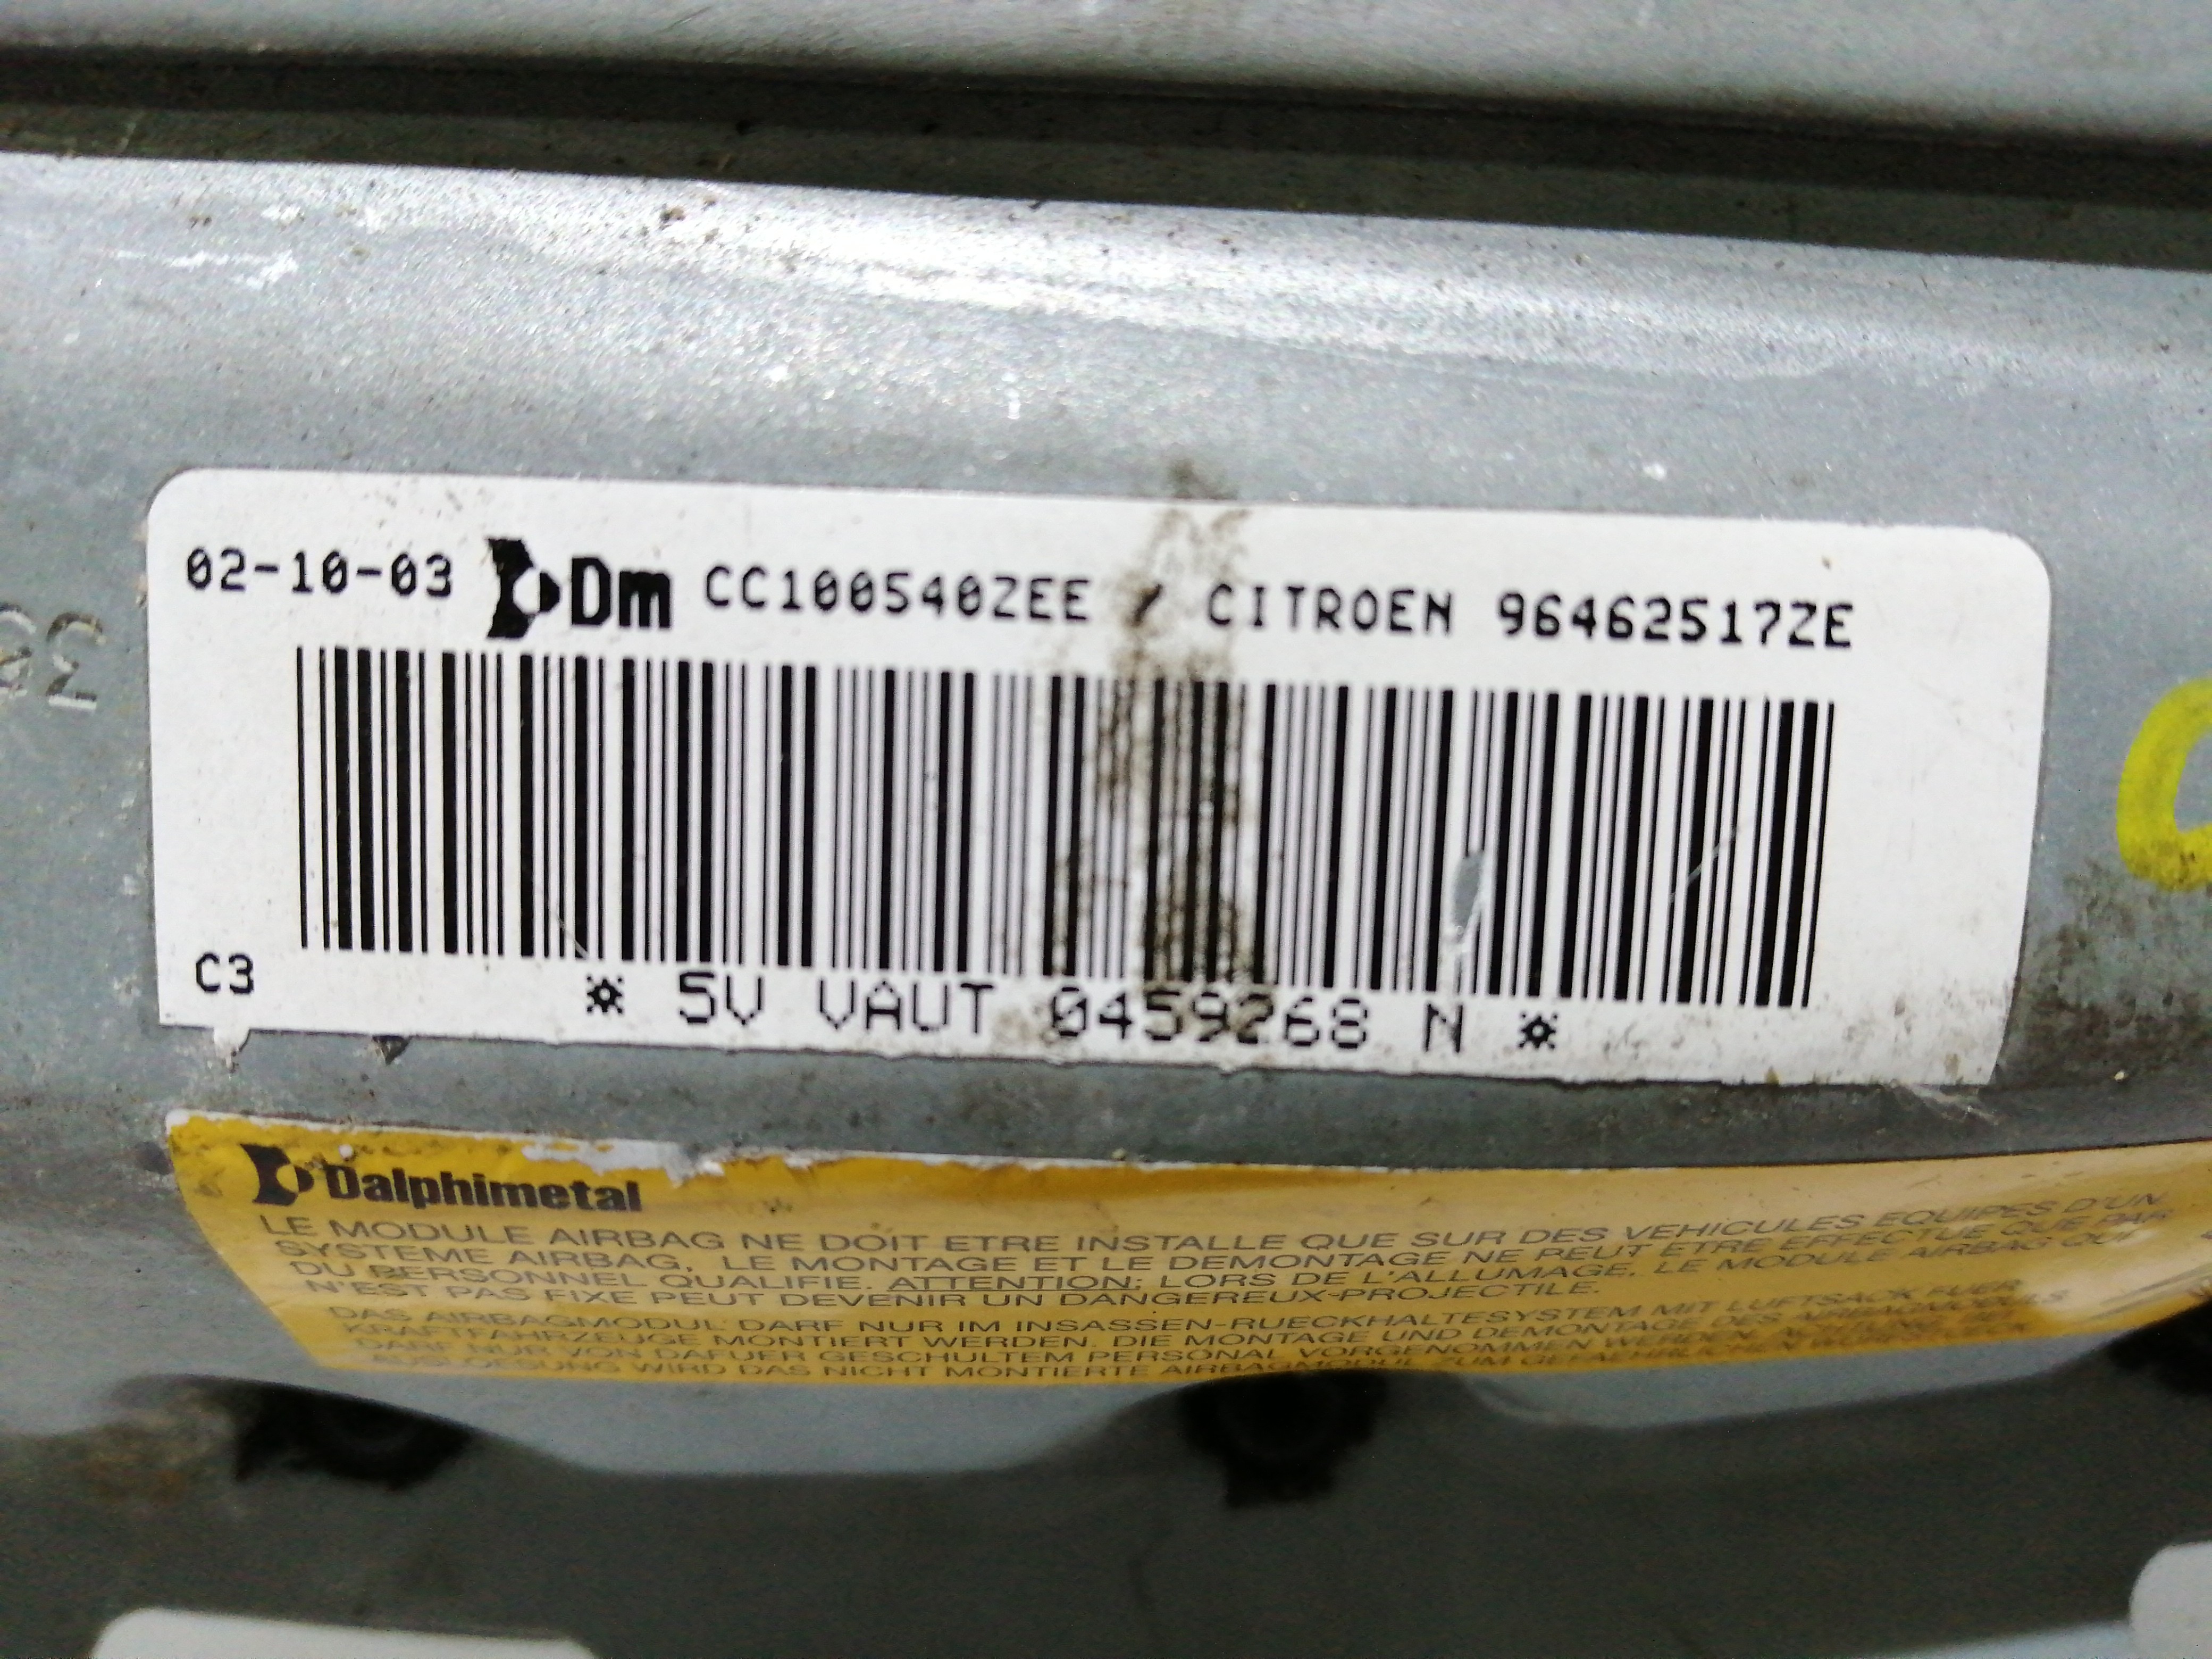 02-10-03 Dm CC1005402EE / CITROEN 96462517ZE
C3
* 5V VAUT 0459268 N *
Dalphimetal
LE MODULE AIRBAG NE DOIT ETRE INSTALLE QUE SUR DES VEHICULES EQUIPES D'UN
SYSTEME AIRBAG, LE MONTAGE ET LE DEMONTAGE NE PEUT ETRE EFFECTUE QUE PAR
DU PERSONNEL QUALIFIE. ATTENTION: LORS DE L'ALLUMAGE, LE MODULE AIRBAG QUI
N'EST PAS FIXE PEUT DEVENIR UN DANGEREUX-PROJECTILE.
DAS AIRBAGMODUL DARF NUR IM INSASSEN-RUECKHALTESYSTEM MIT LUFTSACK FUER
KRAFTFAHRZEUGE MONTIERT WERDEN. DIE MONTAGE UND DEMONTAGE DES AIRBAGMODULS
DARF NUR VON DAFUER GESCHULTEM PERSONAL VORGENOMMEN WERDEN.
AUSLOESUNG WIRD DAS NICHT MONTIERTE AIRBAGMODUL ZUM GEFAEHRLICHEN